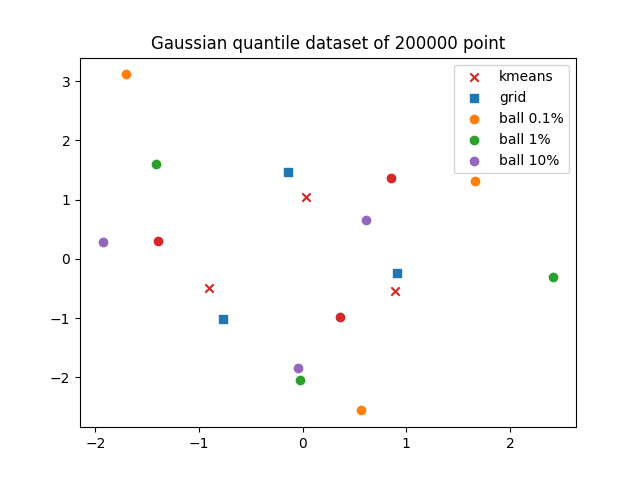 Gaussian quantile dataset of 200000 point
kmeans
grid
ball 0.1%
ball 1%
ball 10%
3
2
1
0
−1
−2
−2
−1
0
1
2